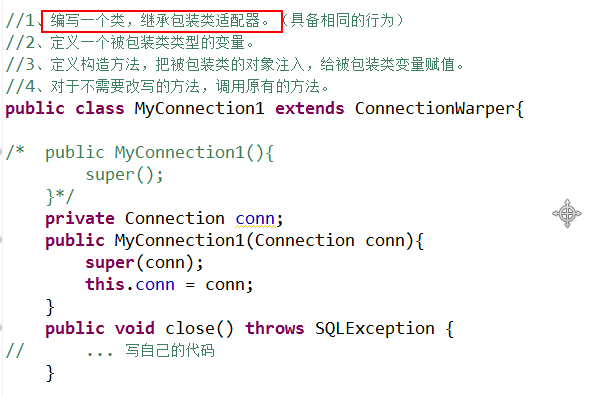 //1、编写一个类，继承包装类适配器。（具备相同的行为）
//2、定义一个被包装类类型的变量。
//3、定义构造方法，把被包装类的对象注入，给被包装类变量赋值。
//4、对于不需要改写的方法，调用原有的方法。
public class MyConnection1 extends ConnectionWarper{
/*  public MyConnection1(){
        super();
    }*/
    private Connection conn;
    public MyConnection1(Connection conn){
        super(conn);
        this.conn = conn;
    }
    public void close() throws SQLException {
//      ... 写自己的代码
    }